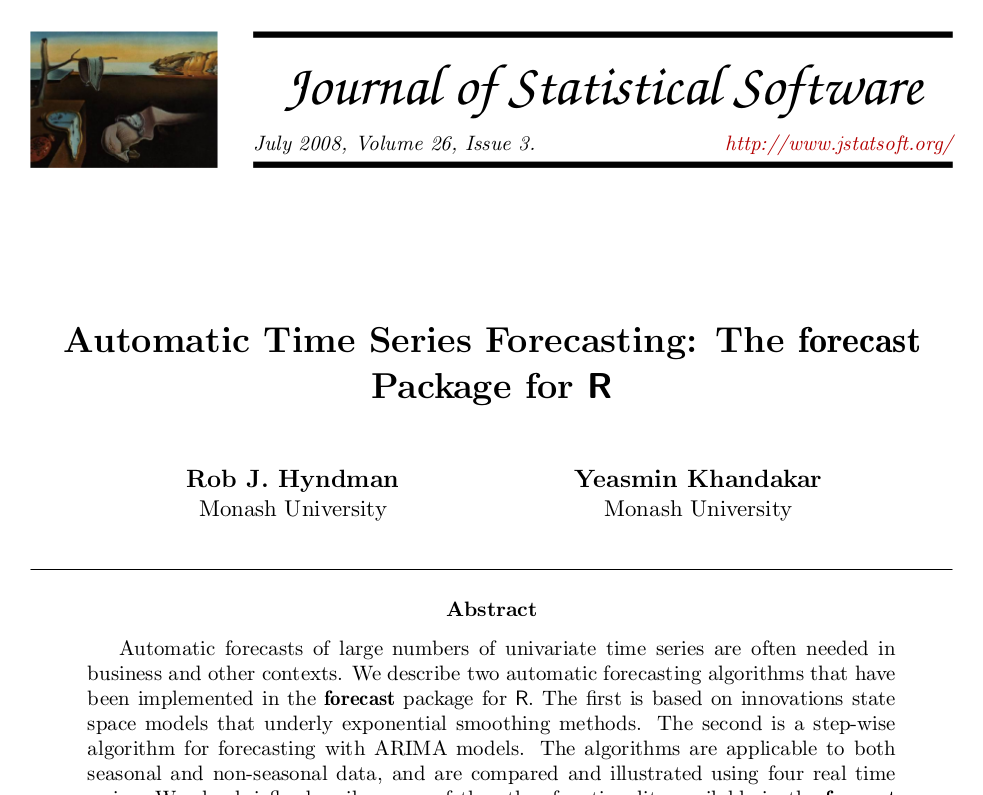 Journal of Statistical Software
July 2008, Volume 26, Issue 3.
http://www.jstatsoft.org/
Automatic Time Series Forecasting: The forecast
Package for R
Rob J. Hyndman
Monash University
Yeasmin Khandakar
Monash University
Abstract
Automatic forecasts of large numbers of univariate time series are often needed in
business and other contexts. We describe two automatic forecasting algorithms that have
been implemented in the forecast package for R. The first is based on innovations state
space models that underly exponential smoothing methods. The second is a step-wise
algorithm for forecasting with ARIMA models. The algorithms are applicable to both
seasonal and non-seasonal data, and are compared and illustrated using four real time